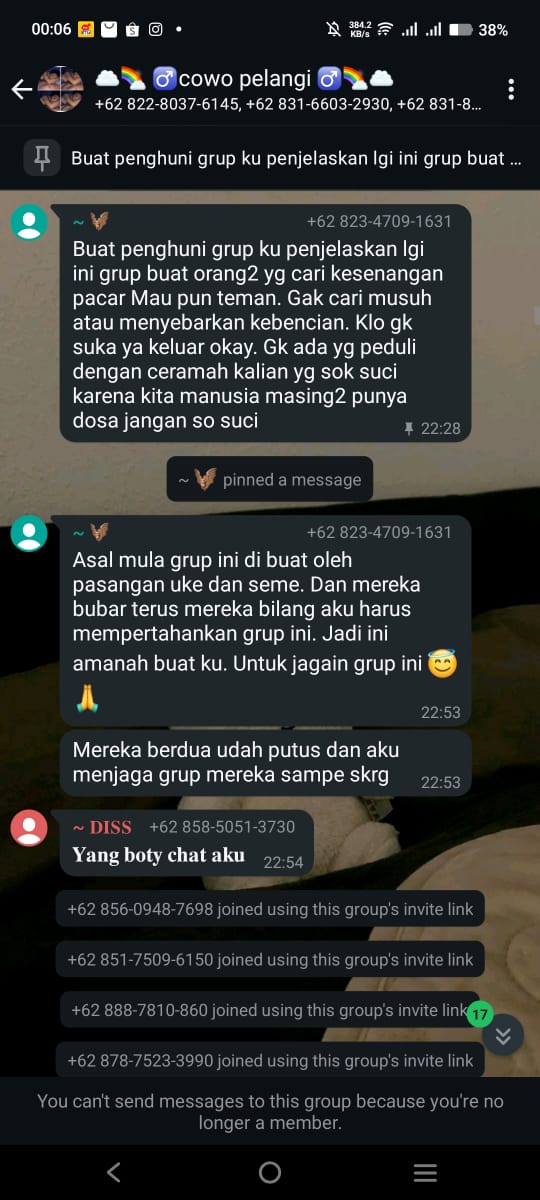 00:06 384.2 KB/s 38%
☁️🌈 ♂️cowo pelangi ♂️🌈☁️
+62 822-8037-6145, +62 831-6603-2930, +62 831-8...
Buat penghuni grup ku penjelaskan lgi ini grup buat ...
~ +62 823-4709-1631
Buat penghuni grup ku penjelaskan lgi
ini grup buat orang2 yg cari kesenangan
pacar Mau pun teman. Gak cari musuh
atau menyebarkan kebencian. Klo gk
suka ya keluar okay. Gk ada yg peduli
dengan ceramah kalian yg sok suci
karena kita manusia masing2 punya
dosa jangan so suci
22:28
~ pinned a message
~ +62 823-4709-1631
Asal mula grup ini di buat oleh
pasangan uke dan seme. Dan mereka
bubar terus mereka bilang aku harus
mempertahankan grup ini. Jadi ini
amanah buat ku. Untuk jagain grup ini 😇
🙏
22:53
Mereka berdua udah putus dan aku
menjaga grup mereka sampe skrg 22:53
~ DISS +62 858-5051-3730
Yang boty chat aku 22:54
+62 856-0948-7698 joined using this group's invite link
+62 851-7509-6150 joined using this group's invite link
+62 888-7810-860 joined using this group's invite link
17
+62 878-7523-3990 joined using this group's invite link
You can't send messages to this group because you're no
longer a member.